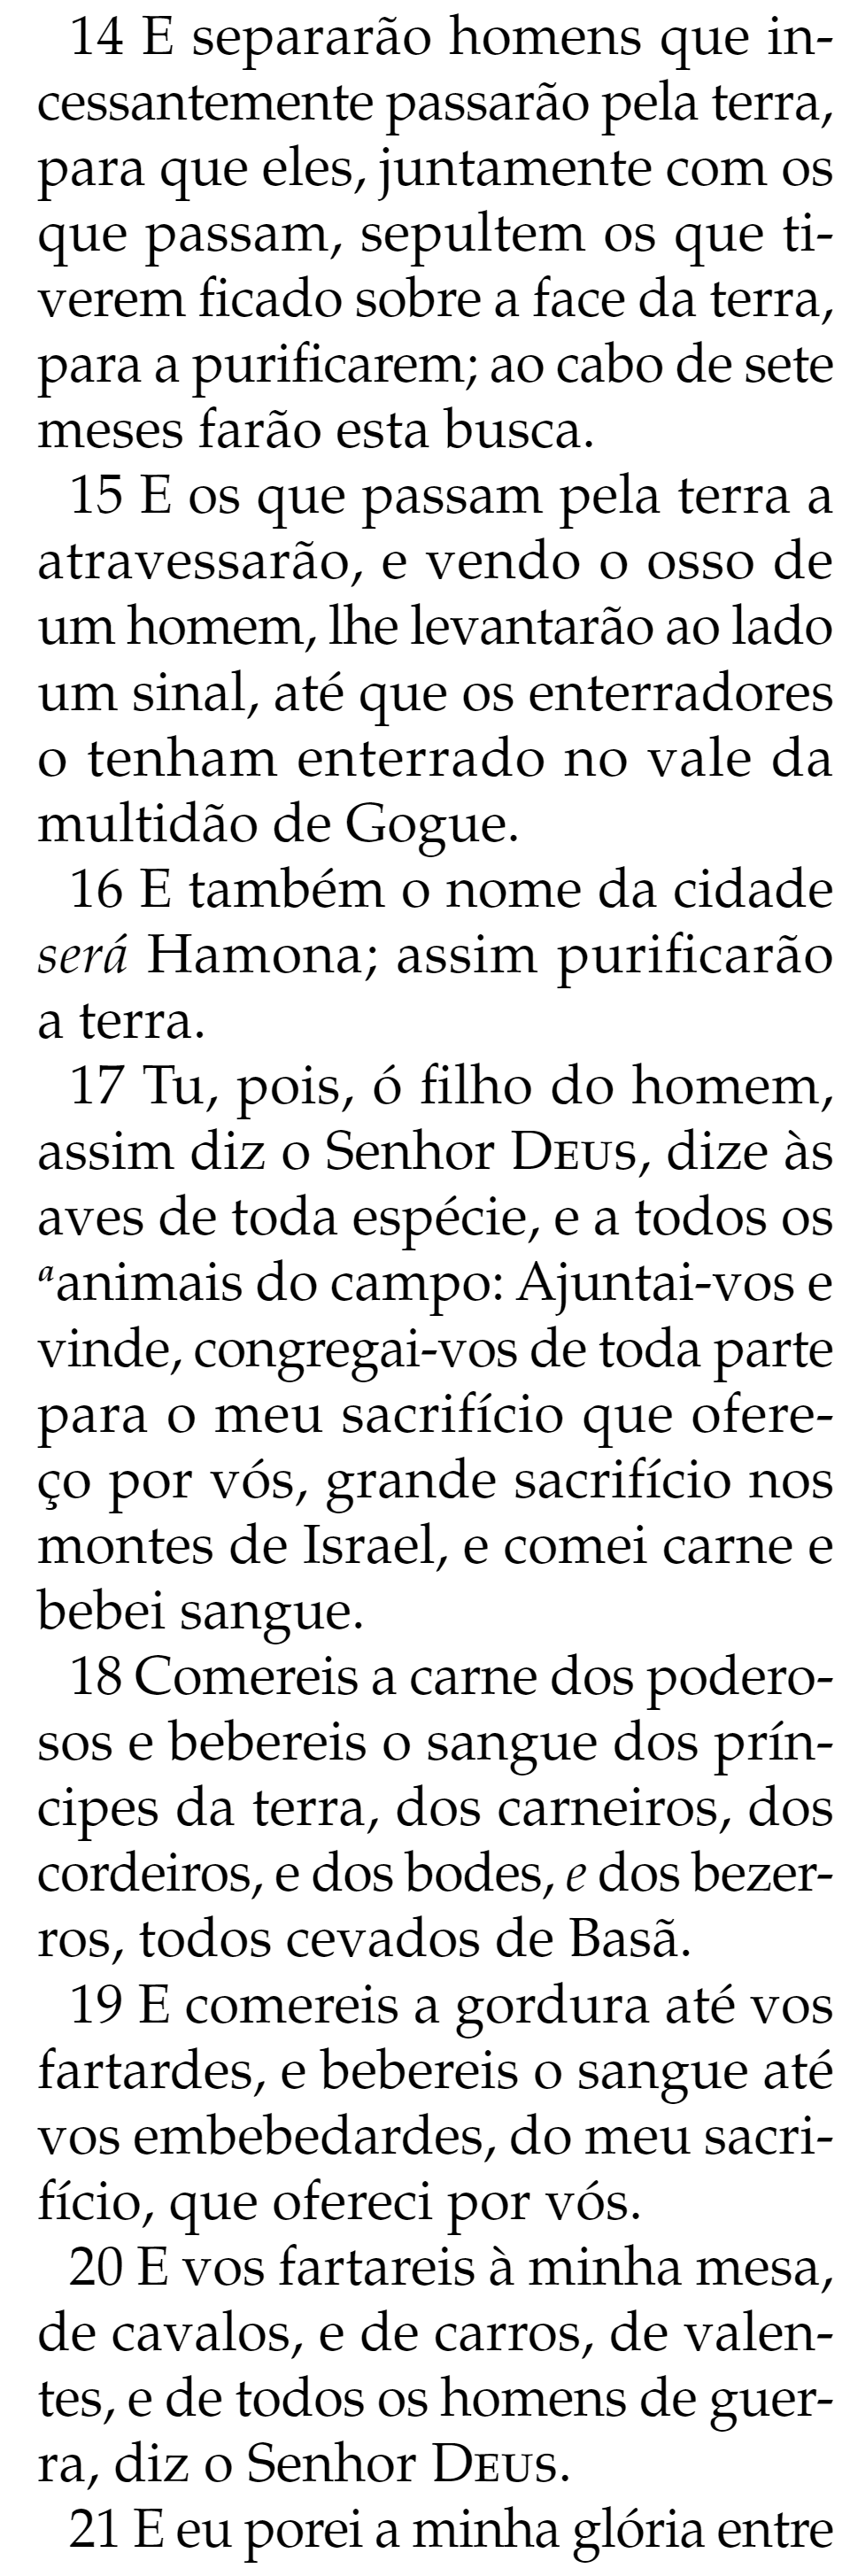 14 E separarão homens que in-
cessantemente passarão pela terra,
para que eles, juntamente com os
que passam, sepultem os que ti-
verem ficado sobre a face da terra,
para a purificarem; ao cabo de sete
meses farão esta busca.
15 E os que passam pela terra a
atravessarão, e vendo o osso de
um homem, lhe levantarão ao lado
um sinal, até que os enterradores
o tenham enterrado no vale da
multidão de Gogue.
16 E também o nome da cidade
será Hamona; assim purificarão
a terra.
17 Tu, pois, ó filho do homem,
assim diz o Senhor DEUS, dize às
aves de toda espécie, e a todos os
ᵃanimais do campo: Ajuntai-vos e
vinde, congregai-vos de toda parte
para o meu sacrifício que ofere-
ço por vós, grande sacrifício nos
montes de Israel, e comei carne e
bebei sangue.
18 Comereis a carne dos podero-
sos e bebereis o sangue dos prín-
cipes da terra, dos carneiros, dos
cordeiros, e dos bodes, e dos bezer-
ros, todos cevados de Basã.
19 E comereis a gordura até vos
fartardes, e bebereis o sangue até
vos embebedardes, do meu sacri-
fício, que ofereci por vós.
20 E vos fartareis à minha mesa,
de cavalos, e de carros, de valen-
tes, e de todos os homens de guer-
ra, diz o Senhor DEUS.
21 E eu porei a minha glória entre